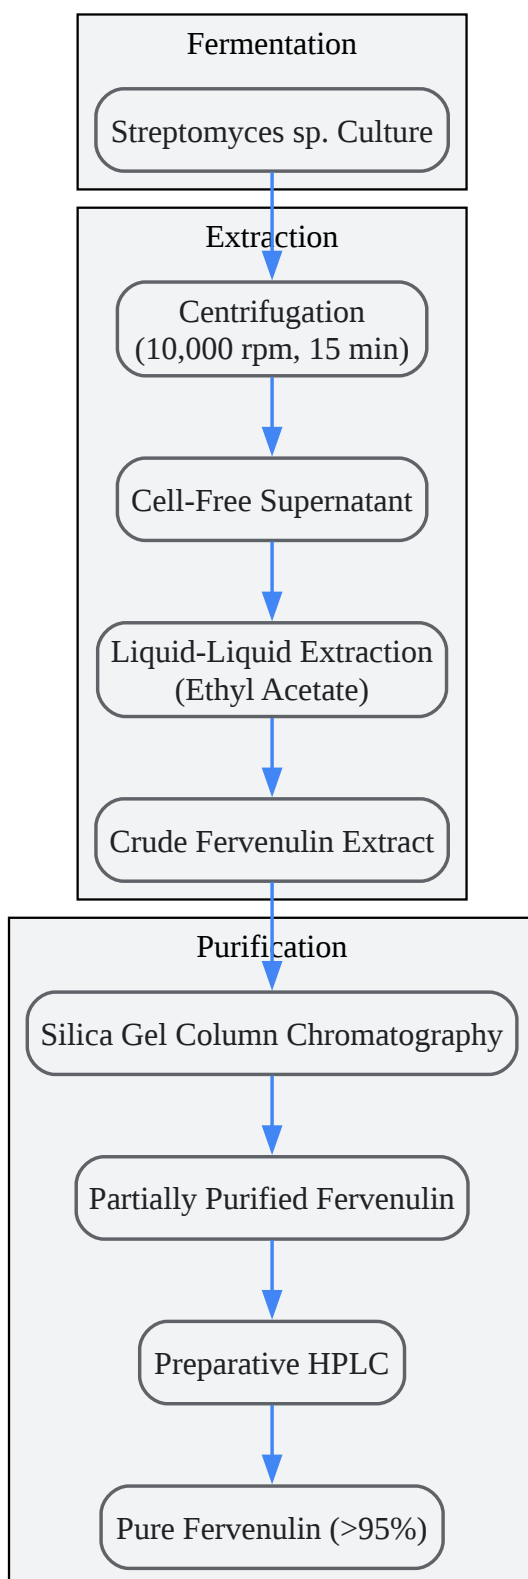 Fermentation
Streptomyces sp. Culture
Extraction
Centrifugation
(10,000 rpm, 15 min)
Cell-Free Supernatant
Liquid-Liquid Extraction
(Ethyl Acetate)
Crude Fervenulin Extract
Purification
Silica Gel Column Chromatography
Partially Purified Fervenulin
Preparative HPLC
Pure Fervenulin (>95%)